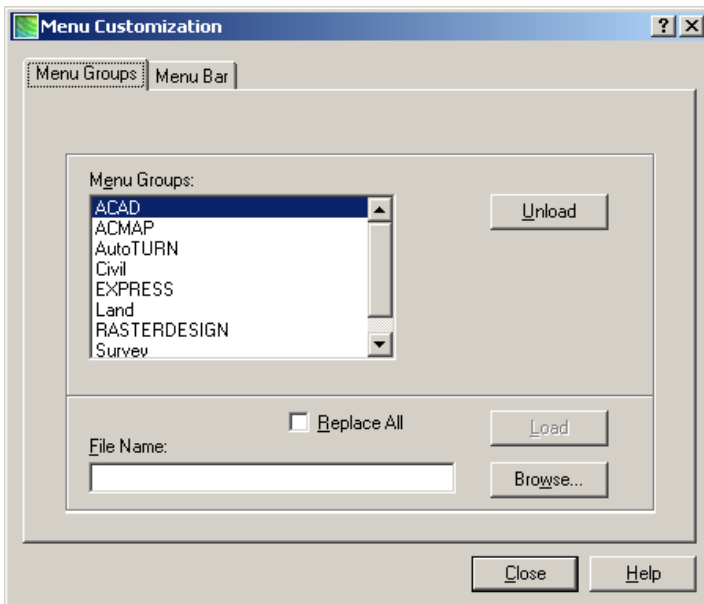 Menu Customization
Menu Groups Menu Bar
Menu Groups:
ACAD
ACMAP
AutoTURN
Civil
EXPRESS
Land
RASTERDESIGN
Survey
Unload
Replace All
Load
File Name:
Browse...
Close Help